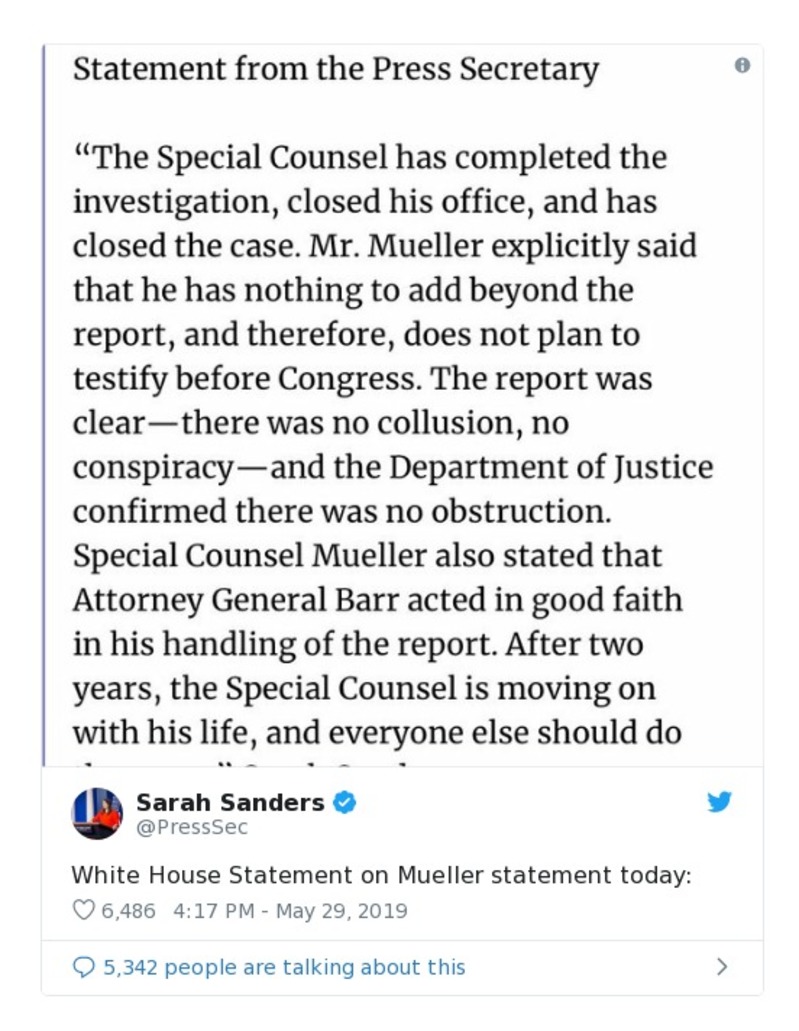 Statement from the Press Secretary
“The Special Counsel has completed the
investigation, closed his office, and has
closed the case. Mr. Mueller explicitly said
that he has nothing to add beyond the
report, and therefore, does not plan to
testify before Congress. The report was
clear—there was no collusion, no
conspiracy—and the Department of Justice
confirmed there was no obstruction.
Special Counsel Mueller also stated that
Attorney General Barr acted in good faith
in his handling of the report. After two
years, the Special Counsel is moving on
with his life, and everyone else should do
Sarah Sanders
@PressSec
White House Statement on Mueller statement today:
6,486 4:17 PM - May 29, 2019
5,342 people are talking about this